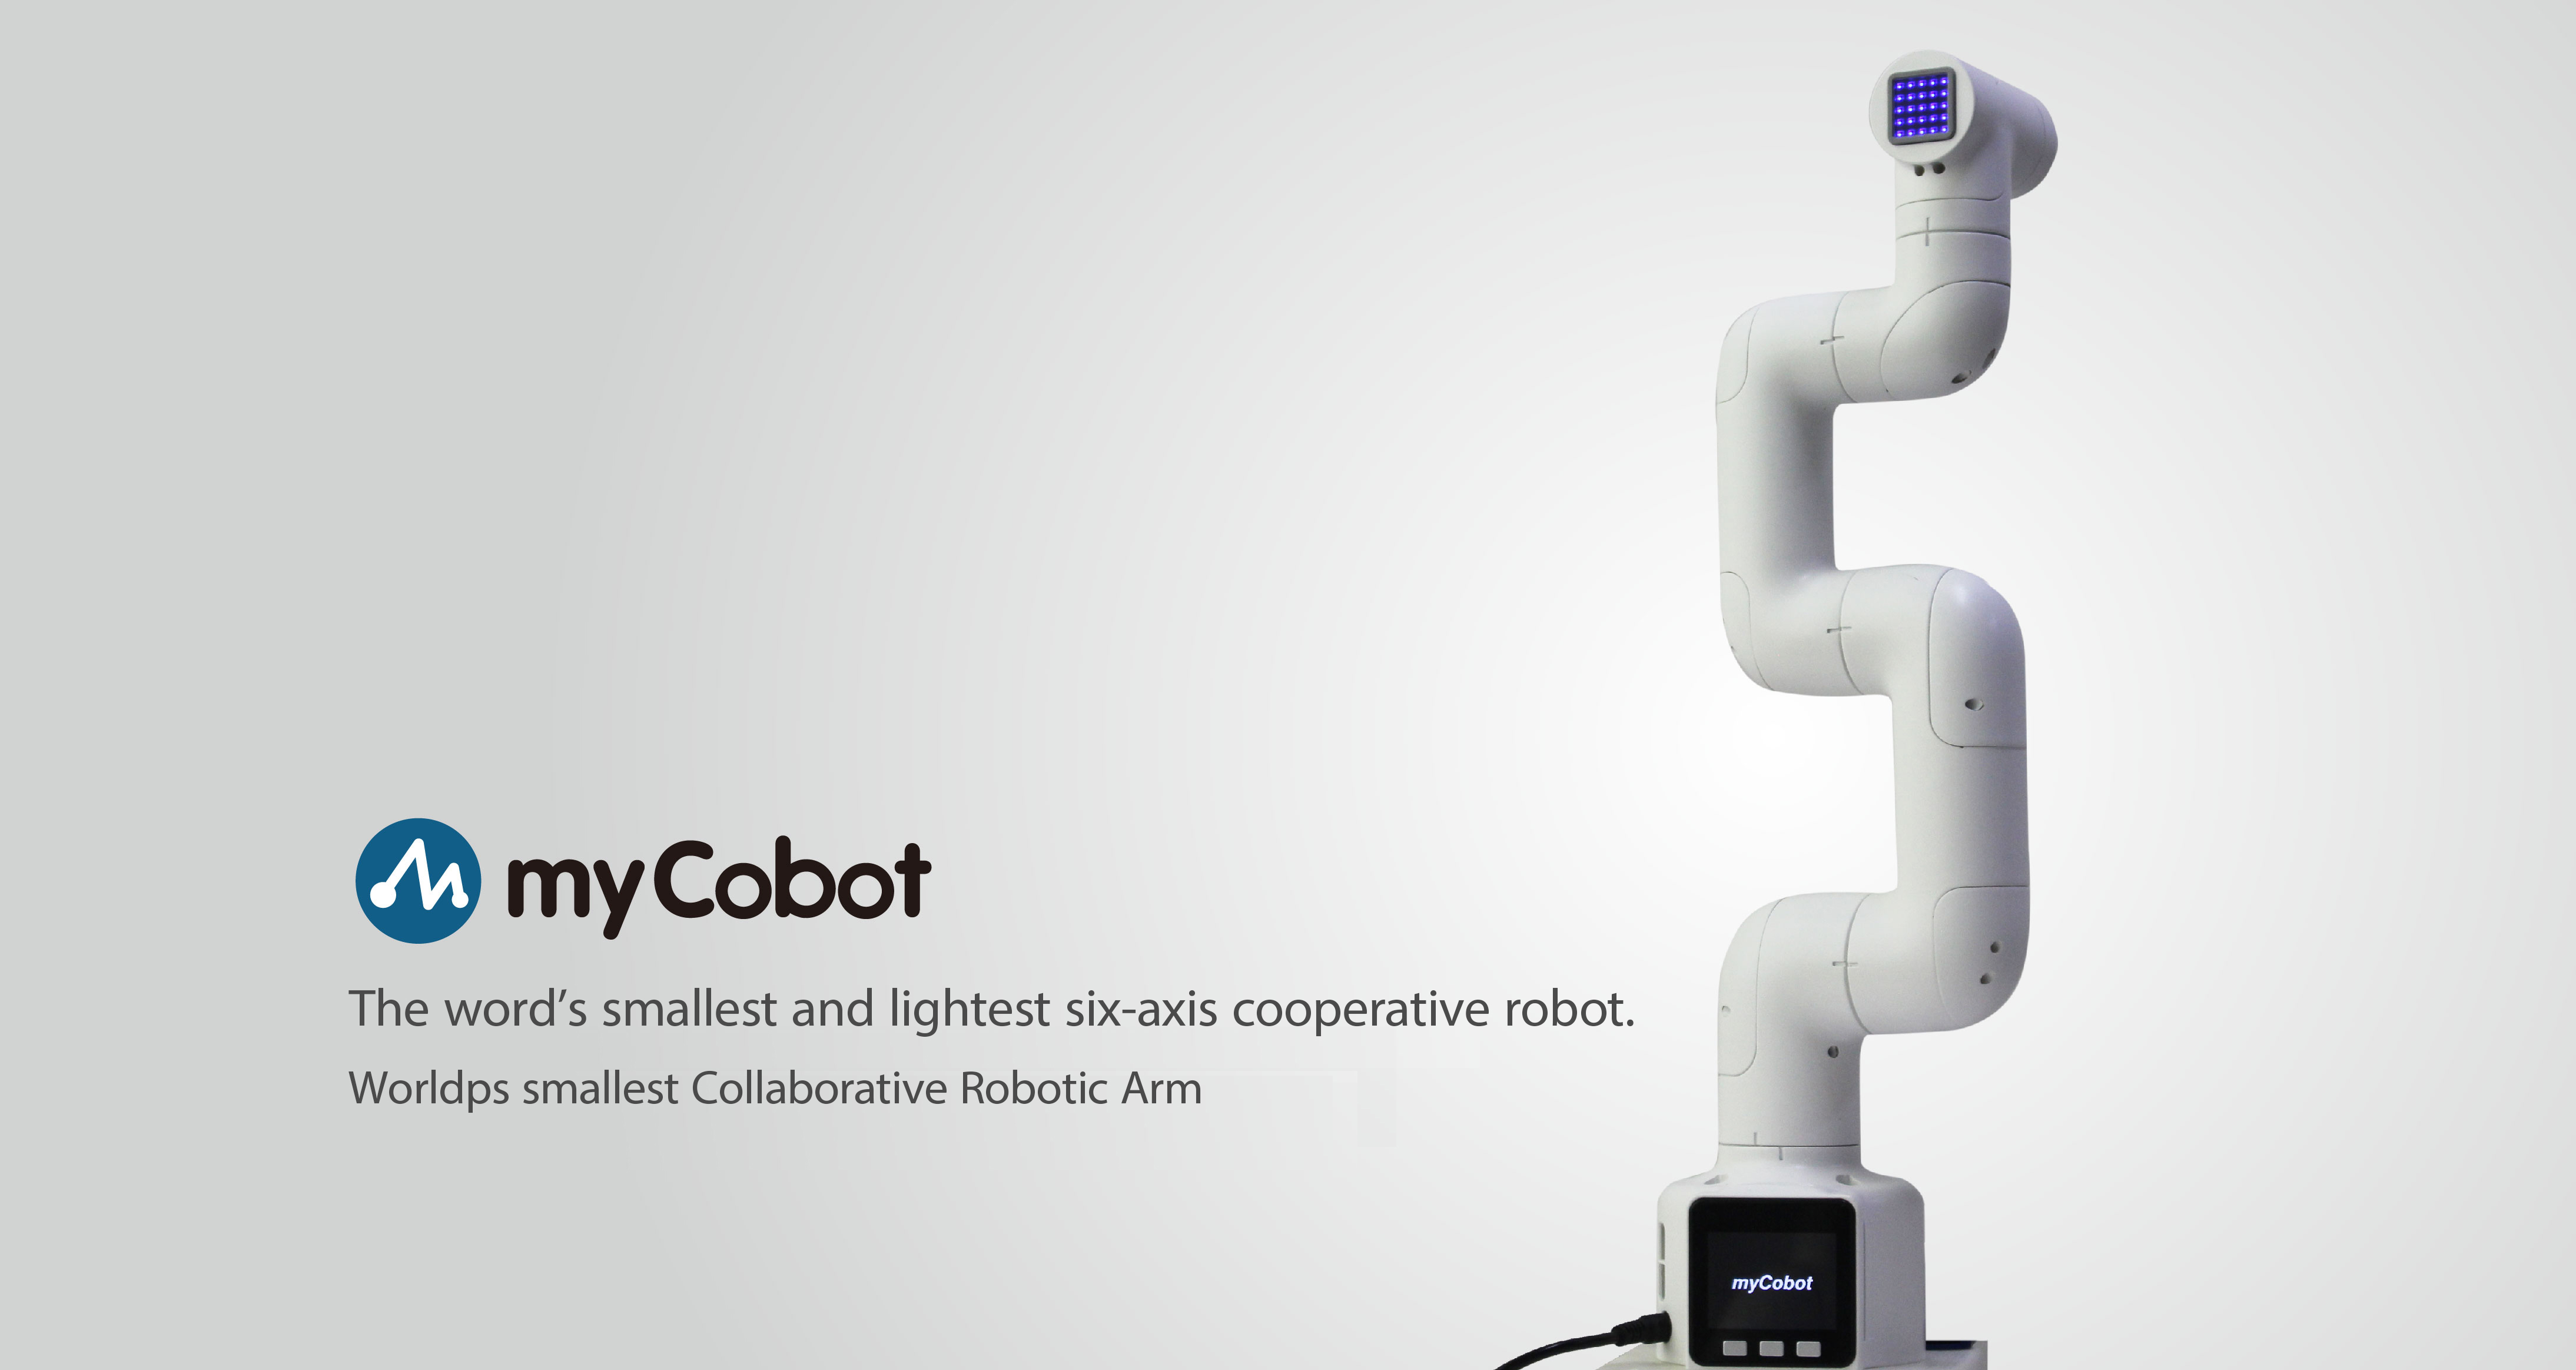 myCobot
The word’s smallest and lightest six-axis cooperative robot.
Worldps smallest Collaborative Robotic Arm
myCobot